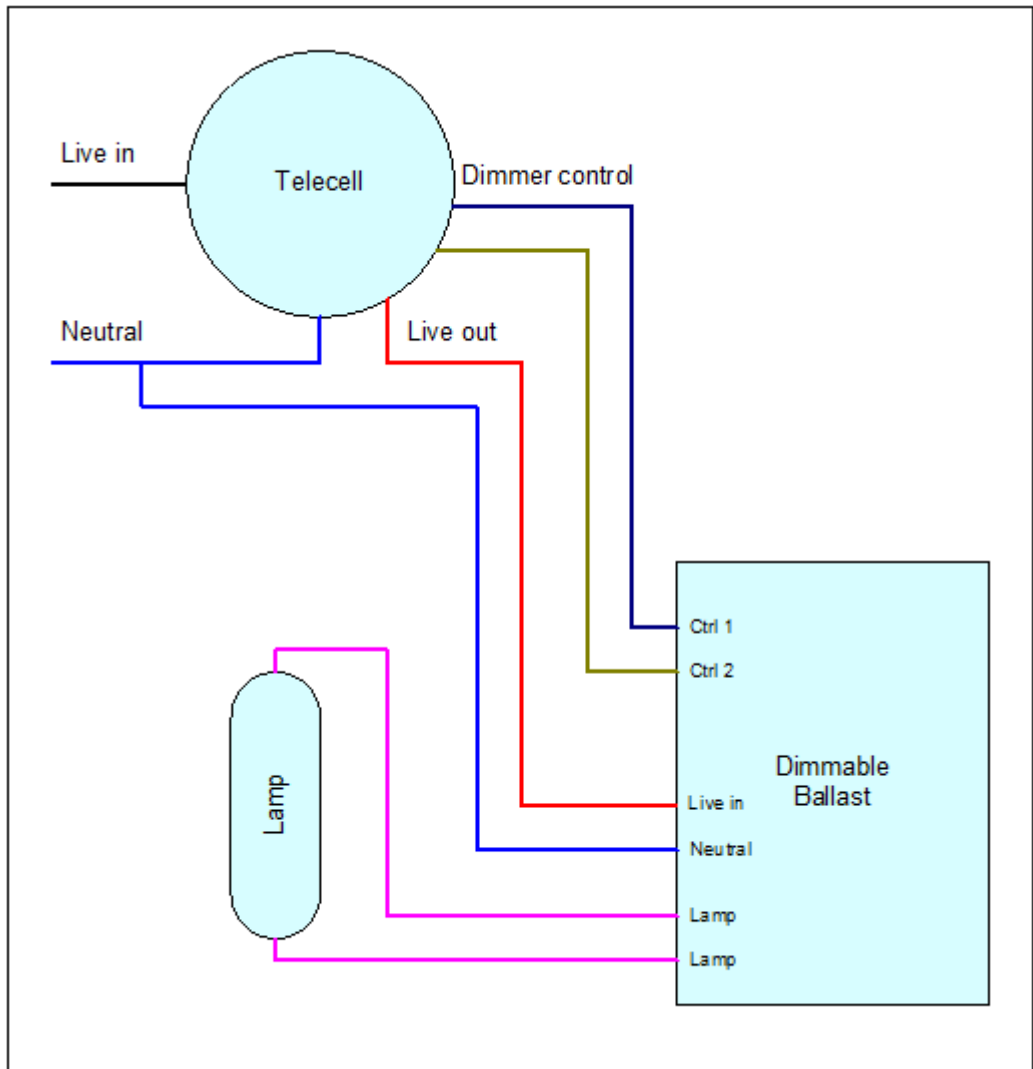 Live in
Telecell
Dimmer control
Neutral
Live out
Ctrl 1
Ctrl 2
Dimmable
Ballast
Live in
Neutral
Lamp
Lamp
Lamp